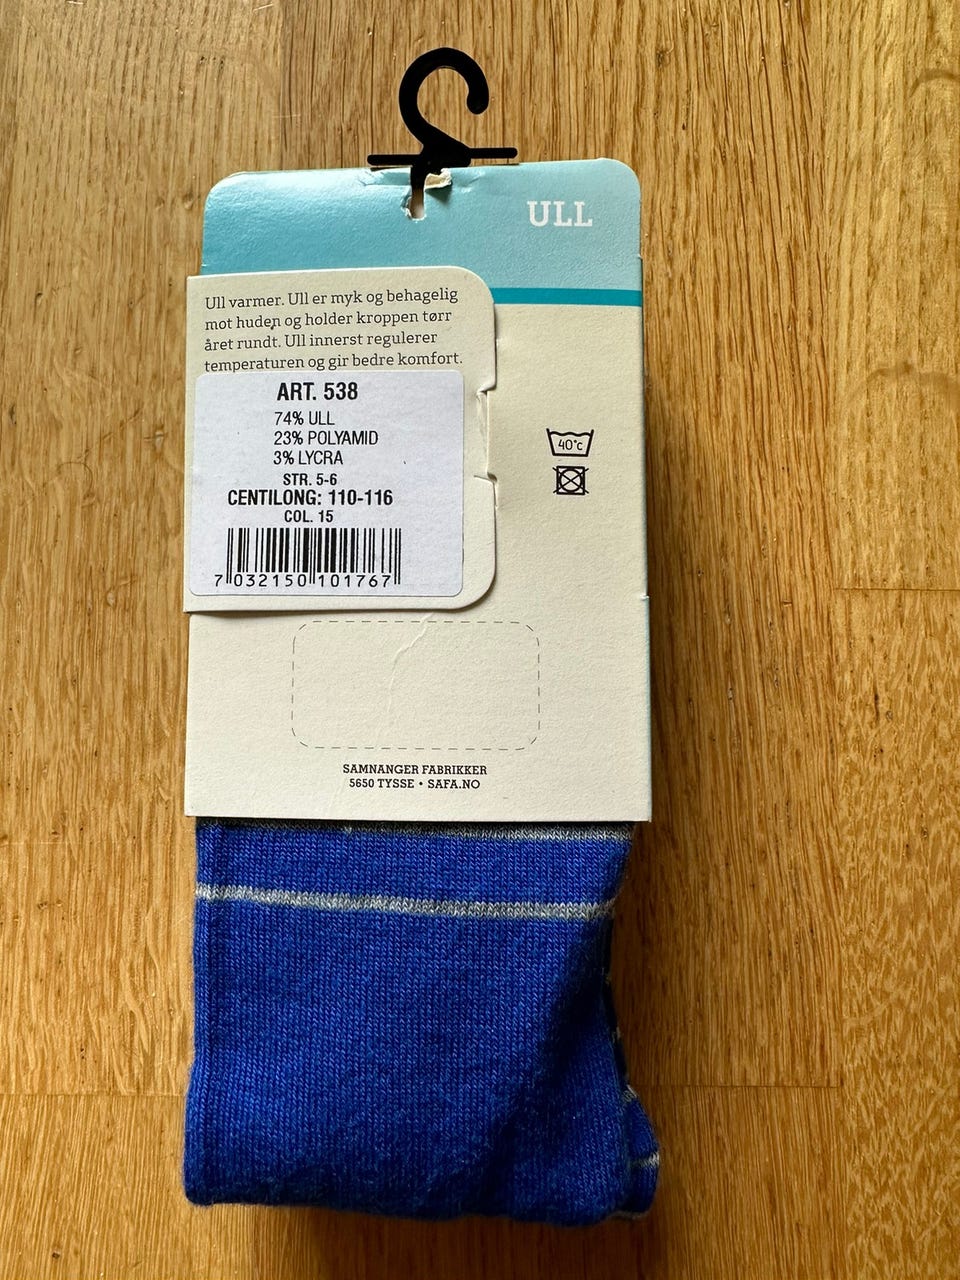 ULL
Ull varmer. Ull er myk og behagelig
mot huden og holder kroppen tørr
året rundt. Ull innerst regulerer
temperaturen og gir bedre komfort.
ART. 538
74% ULL
23% POLYAMID
3% LYCRA
STR. 5-6
CENTILONG: 110-116
COL. 15
7 032150 101767
40°C
SAMNANGER FABRIKKER
5650 TYSSE • SAFA.NO